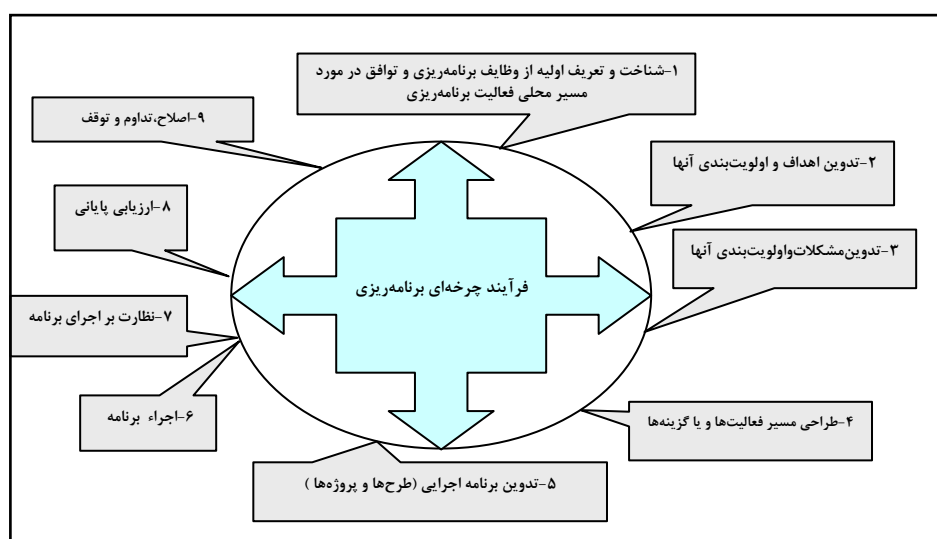 ۱-شناخت و تعریف اولیه از وظایف برنامه‌ریزی و توافق در مورد
مسیر محلی فعالیت برنامه‌ریزی
۲-تدوین اهداف و اولویت‌بندی آنها
۳-تدوین‌مشکلات‌واولویت‌بندی آنها
۴-طراحی مسیر فعالیت‌ها و یا گزینه‌ها
۵-تدوین برنامه اجرایی (طرح‌ها و پروژه‌ها )
۶-اجراء برنامه
۷-نظارت بر اجرای برنامه
۸-ارزیابی پایانی
۹-اصلاح،تداوم و توقف
فرآیند چرخه‌ای برنامه‌ریزی